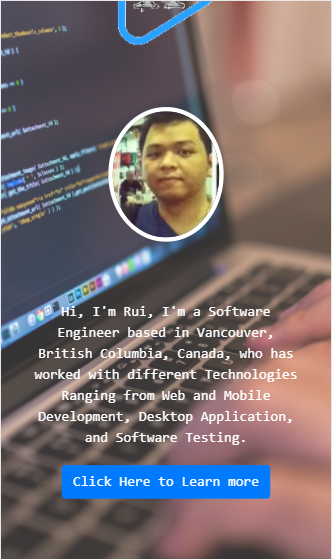 Hi, I'm Rui, I'm a Software
Engineer based in Vancouver,
British Columbia, Canada, who has
worked with different Technologies
Ranging from Web and Mobile
Development, Desktop Application,
and Software Testing.
Click Here to Learn more